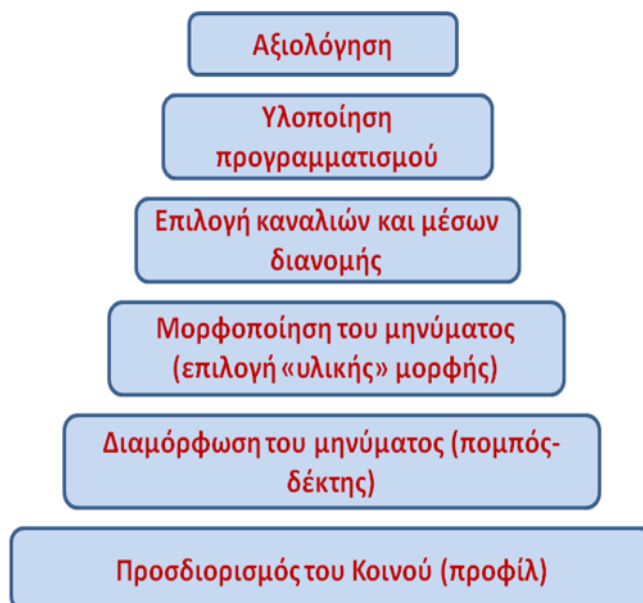 Αξιολόγηση
Υλοποίηση
προγραμματισμού
Επιλογή καναλιών και μέσων
διανομής
Μορφοποίηση του μηνύματος
(επιλογή «υλικής» μορφής)
Διαμόρφωση του μηνύματος (πομπός-
δέκτης)
Προσδιορισμός του Κοινού (προφίλ)